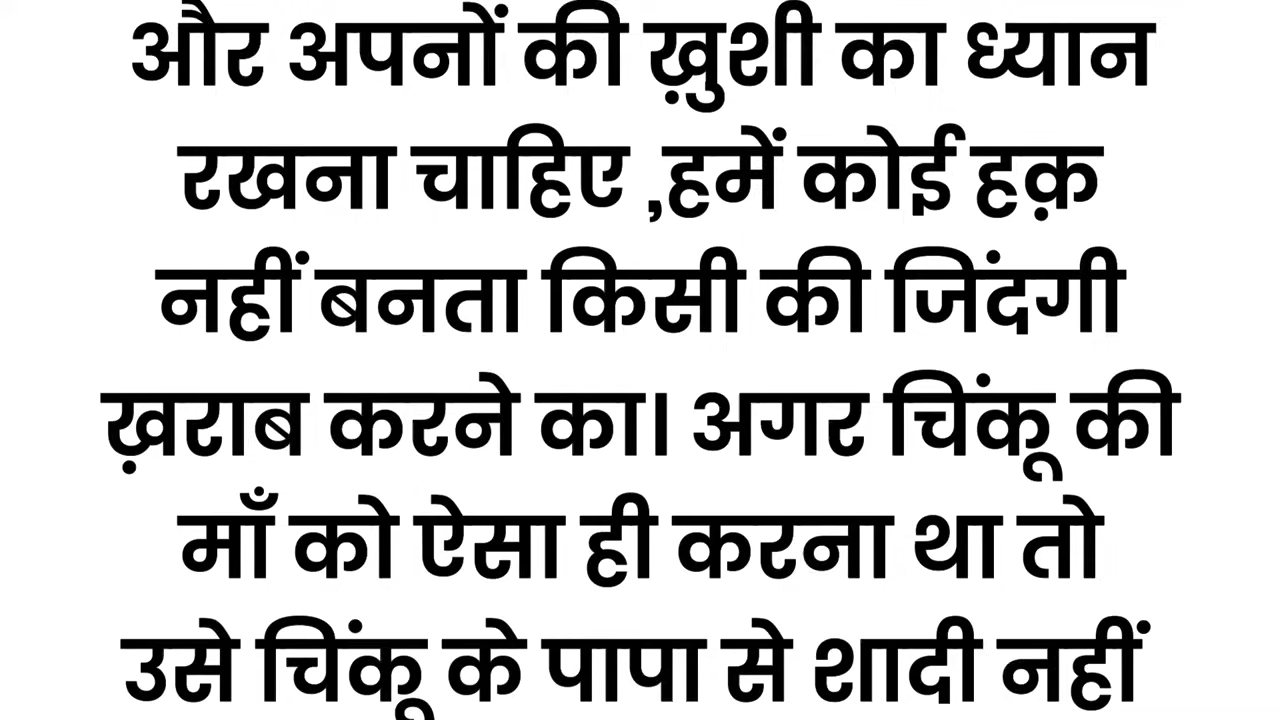 और अपनों की ख़ुशी का ध्यान
रखना चाहिए ,हमें कोई हक़
नहीं बनता किसी की जिंदगी
ख़राब करने का। अगर चिंकू की
माँ को ऐसा ही करना था तो
उसे चिंकू के पापा से शादी नहीं